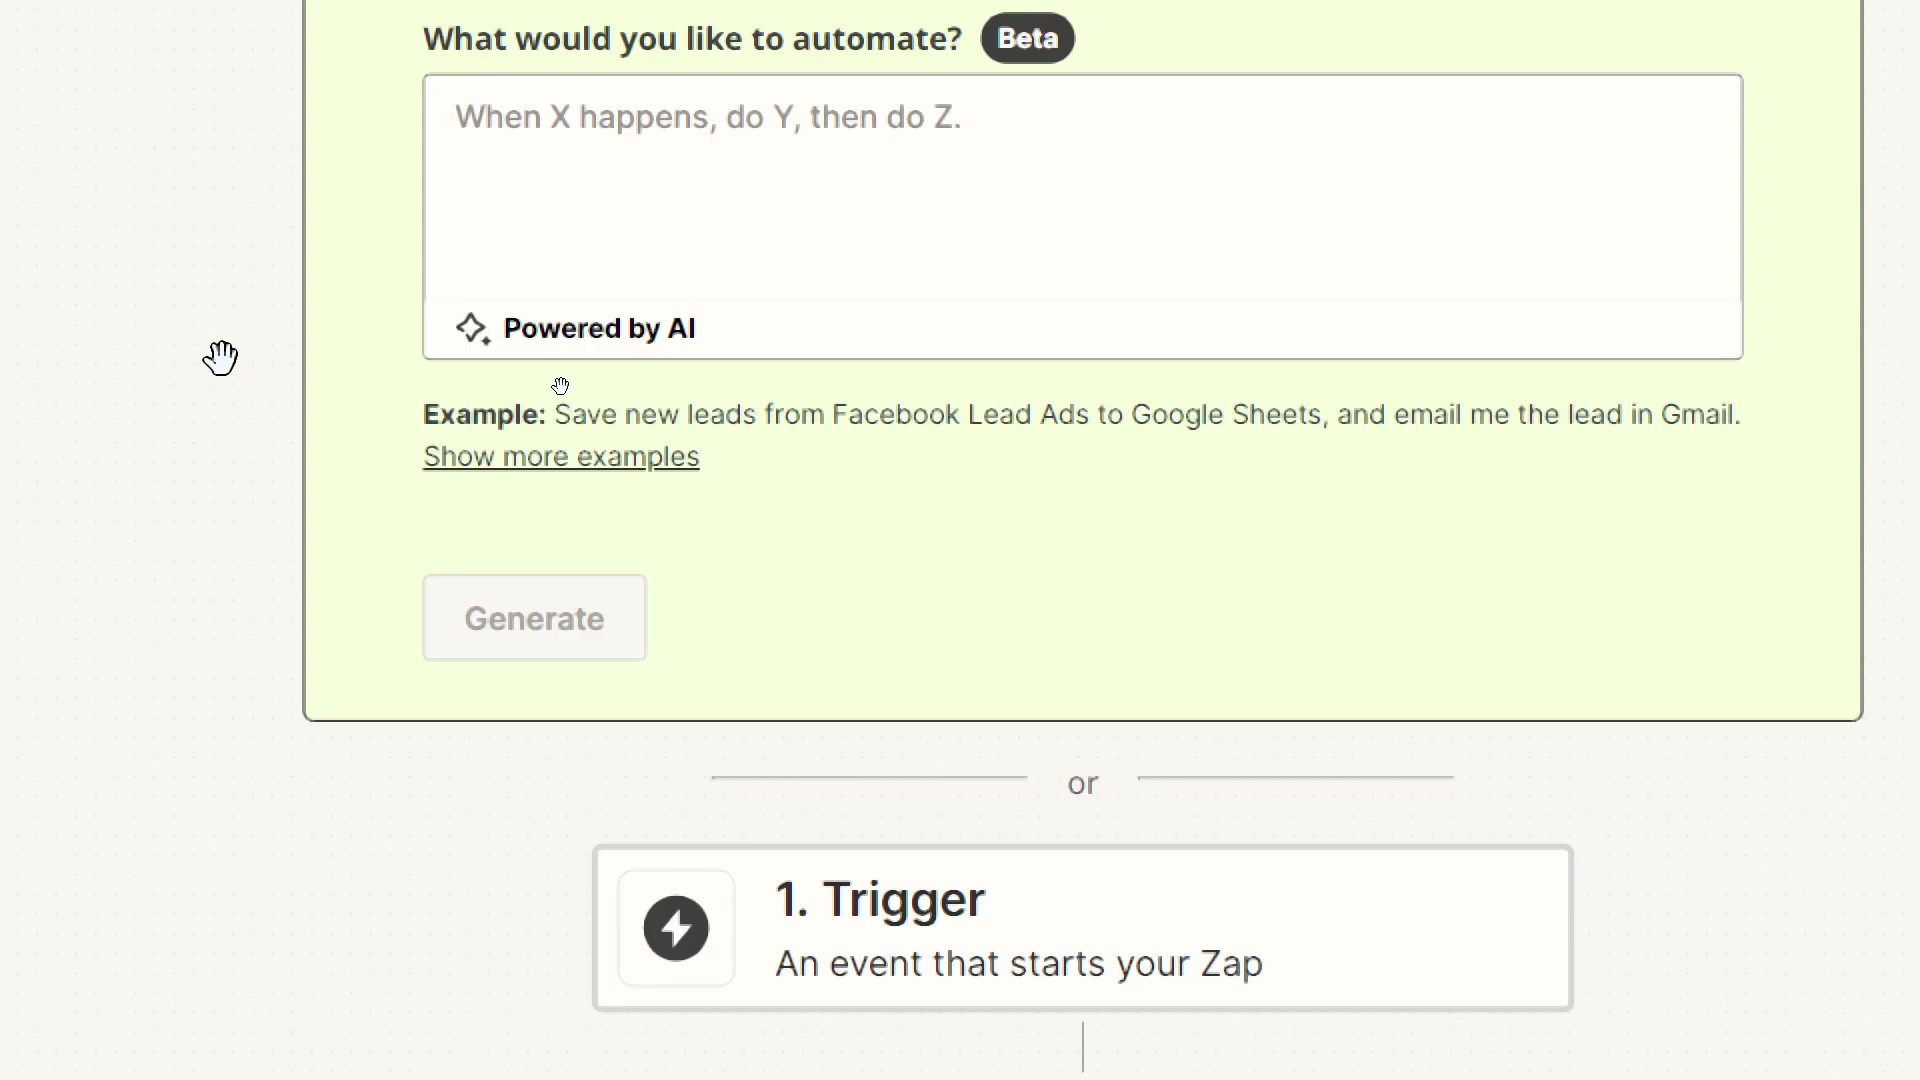 What would you like to automate? Beta
When X happens, do Y, then do Z.
Powered by AI
Example: Save new leads from Facebook Lead Ads to Google Sheets, and email me the lead in Gmail.
Show more examples
Generate
or
1. Trigger
An event that starts your Zap